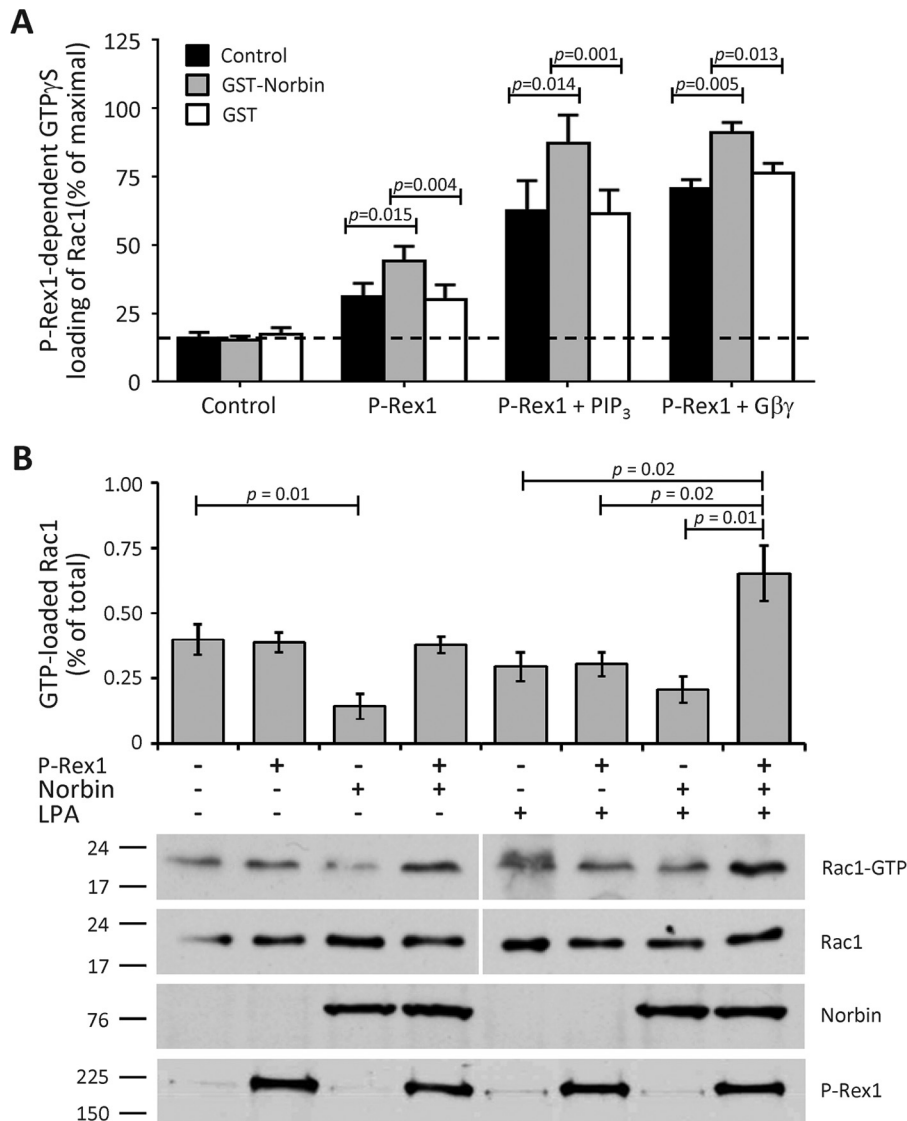 A
P-Rex1-dependent GTPγS
loading of Rac1(% of maximal)
125
100
75
50
25
0
Control
GST-Norbin
GST
p=0.015
p=0.004
p=0.014
p=0.001
p=0.005
p=0.013
Control
P-Rex1
P-Rex1 + PIP₃
P-Rex1 + Gβγ
B
GTP-loaded Rac1
(% of total)
1.00
0.75
0.50
0.25
0
p = 0.01
p = 0.02
p = 0.02
p = 0.01
P-Rex1 - + - + - + - +
Norbin - - + + - - + +
LPA - - - - + + + +
24
17
Rac1-GTP
24
17
Rac1
76
Norbin
225
150
P-Rex1